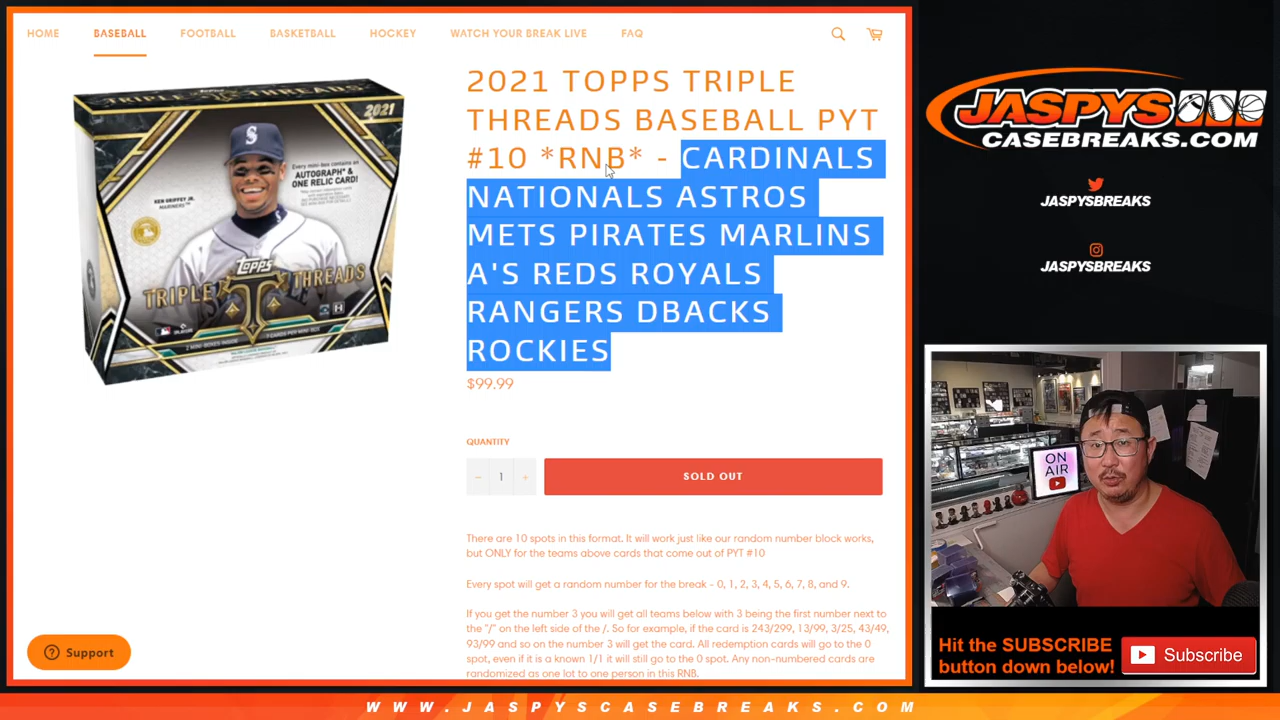 HOME BASEBALL FOOTBALL BASKETBALL HOCKEY WATCH YOUR BREAK LIVE FAQ
2021 TOPPS TRIPLE
THREADS BASEBALL PYT
#10 *RNB* - CARDINALS
NATIONALS ASTROS
METS PIRATES MARLINS
A'S REDS ROYALS
RANGERS DBACKS
ROCKIES
$99.99
QUANTITY
− 1 + SOLD OUT
There are 10 spots in this format. It will work just like our random number block works,
but ONLY for the teams above cards that come out of PYT #10
Every spot will get a random number for the break - 0, 1, 2, 3, 4, 5, 6, 7, 8, and 9.
If you get the number 3 you will get all teams below with 3 being the first number next to
the "/" on the left side of the /. So for example, if the card is 243/299, 13/99, 3/25, 43/49,
93/99 and so on the number 3 will get the card. All redemption cards will go to the 0
spot, even if it is a known 1/1 it will still go to the 0 spot. Any non-numbered cards are
randomized as one lot to one person in this RNB.
TRIPLE THREADS
2021
S
Every mini-box contains an
AUTOGRAPH &
ONE RELIC CARD!
KEN GRIFFEY JR.
MARINERS
Topps
TRIPLE THREADS
Support
JASPYS
CASEBREAKS.COM
JASPYSBREAKS
JASPYSBREAKS
ON
AIR
Hit the SUBSCRIBE
button down below!
Subscribe
WWW.JASPYSCASEBREAKS.COM